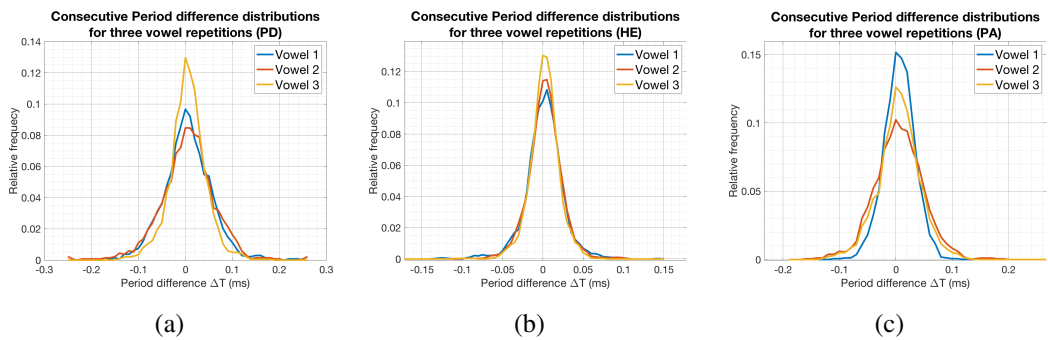 Consecutive Period difference distributions
for three vowel repetitions (PD)
0.14
0.12
0.1
0.08
0.06
0.04
0.02
0
Relative frequecy
Vowel 1
Vowel 2
Vowel 3
-0.3
-0.2
-0.1
0
0.1
0.2
0.3
Period difference ΔT (ms)
(a)
Consecutive Period difference distributions
for three vowel repetitions (HE)
0.12
0.1
0.08
0.06
0.04
0.02
0
Relative frequency
Vowel 1
Vowel 2
Vowel 3
-0.15
-0.1
-0.05
0
0.05
0.1
0.15
Period difference ΔT (ms)
(b)
Consecutive Period difference distributions
for three vowel repetitions (PA)
0.15
0.1
0.05
0
Relative frequency
Vowel 1
Vowel 2
Vowel 3
-0.2
-0.1
0
0.1
0.2
Period difference ΔT (ms)
(c)